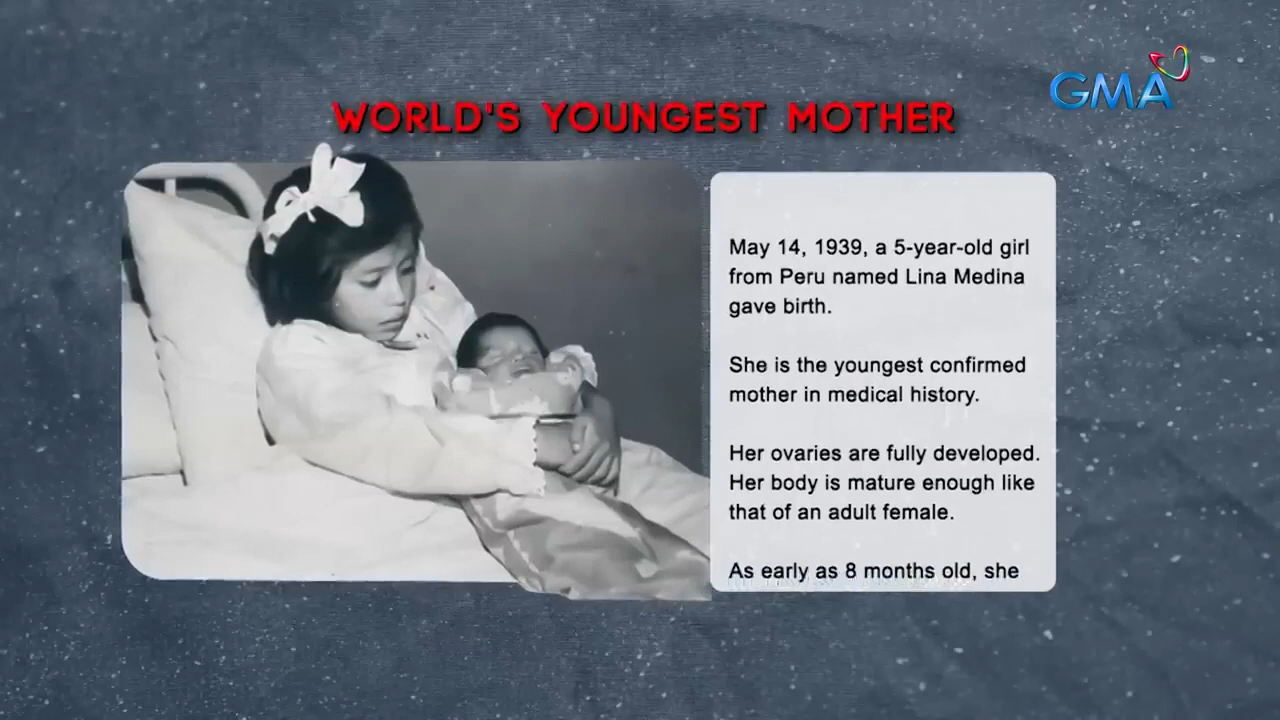 GMA
WORLD'S YOUNGEST MOTHER
May 14, 1939, a 5-year-old girl
from Peru named Lina Medina
gave birth.
She is the youngest confirmed
mother in medical history.
Her ovaries are fully developed.
Her body is mature enough like
that of an adult female.
As early as 8 months old, she